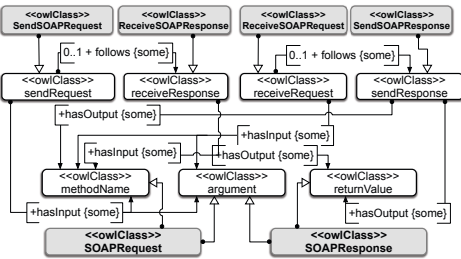 <<owlClass>>
SendSOAPRequest
<<owlClass>>
ReceiveSOAPResponse
<<owlClass>>
ReceiveSOAPRequest
<<owlClass>>
SendSOAPResponse
0..1 + follows {some}
0..1 + follows {some}
<<owlClass>>
sendRequest
<<owlClass>>
receiveResponse
<<owlClass>>
receiveRequest
<<owlClass>>
sendResponse
+hasOutput {some}
+hasInput {some}
+hasInput {some}
+hasOutput {some}
<<owlClass>>
methodName
<<owlClass>>
argument
<<owlClass>>
returnValue
+hasInput {some}
+hasOutput {some}
<<owlClass>>
SOAPRequest
<<owlClass>>
SOAPResponse